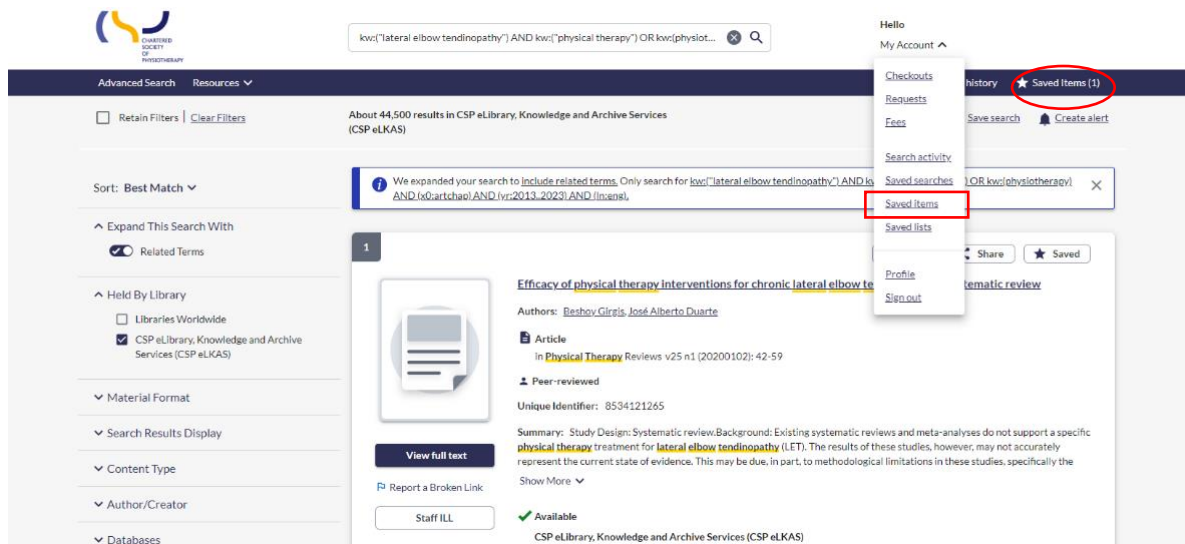 CHARTERED
SOCIETY
OF
PHYSIOTHERAPY
kw:("lateral elbow tendinopathy") AND kw:("physical therapy") OR kw:(physiot...
Hello
My Account
Advanced Search Resources
history Saved Items (1)
Checkouts
Requests
Fees
Search activity
Saved searches
Saved items
Saved lists
Profile
Sign out
Retain Filters | Clear Filters
About 44,500 results in CSP eLibrary, Knowledge and Archive Services
(CSP eLKAS)
Save search Create alert
Sort: Best Match
We expanded your search to include related terms. Only search for kw:("lateral elbow tendinopathy") AND ) OR kw:(physiotherapy)
AND (x0:artchap) AND (yr:2013..2023) AND (ln:eng).
Expand This Search With
Related Terms
Held By Library
Libraries Worldwide
CSP eLibrary, Knowledge and Archive
Services (CSP eLKAS)
Material Format
Search Results Display
Content Type
Author/Creator
Databases
1
Share Saved
Efficacy of physical therapy interventions for chronic lateral elbow te tematic review
Authors: Beshoy Girgis, José Alberto Duarte
Article
In Physical Therapy Reviews v25 n1 (20200102): 42-59
Peer-reviewed
Unique Identifier: 8534121265
Summary: Study Design: Systematic review.Background: Existing systematic reviews and meta-analyses do not support a specific
physical therapy treatment for lateral elbow tendinopathy (LET). The results of these studies, however, may not accurately
represent the current state of evidence. This may be due, in part, to methodological limitations in these studies, specifically the
Show More
View full text
Report a Broken Link
Staff ILL
Available
CSP eLibrary, Knowledge and Archive Services (CSP eLKAS)